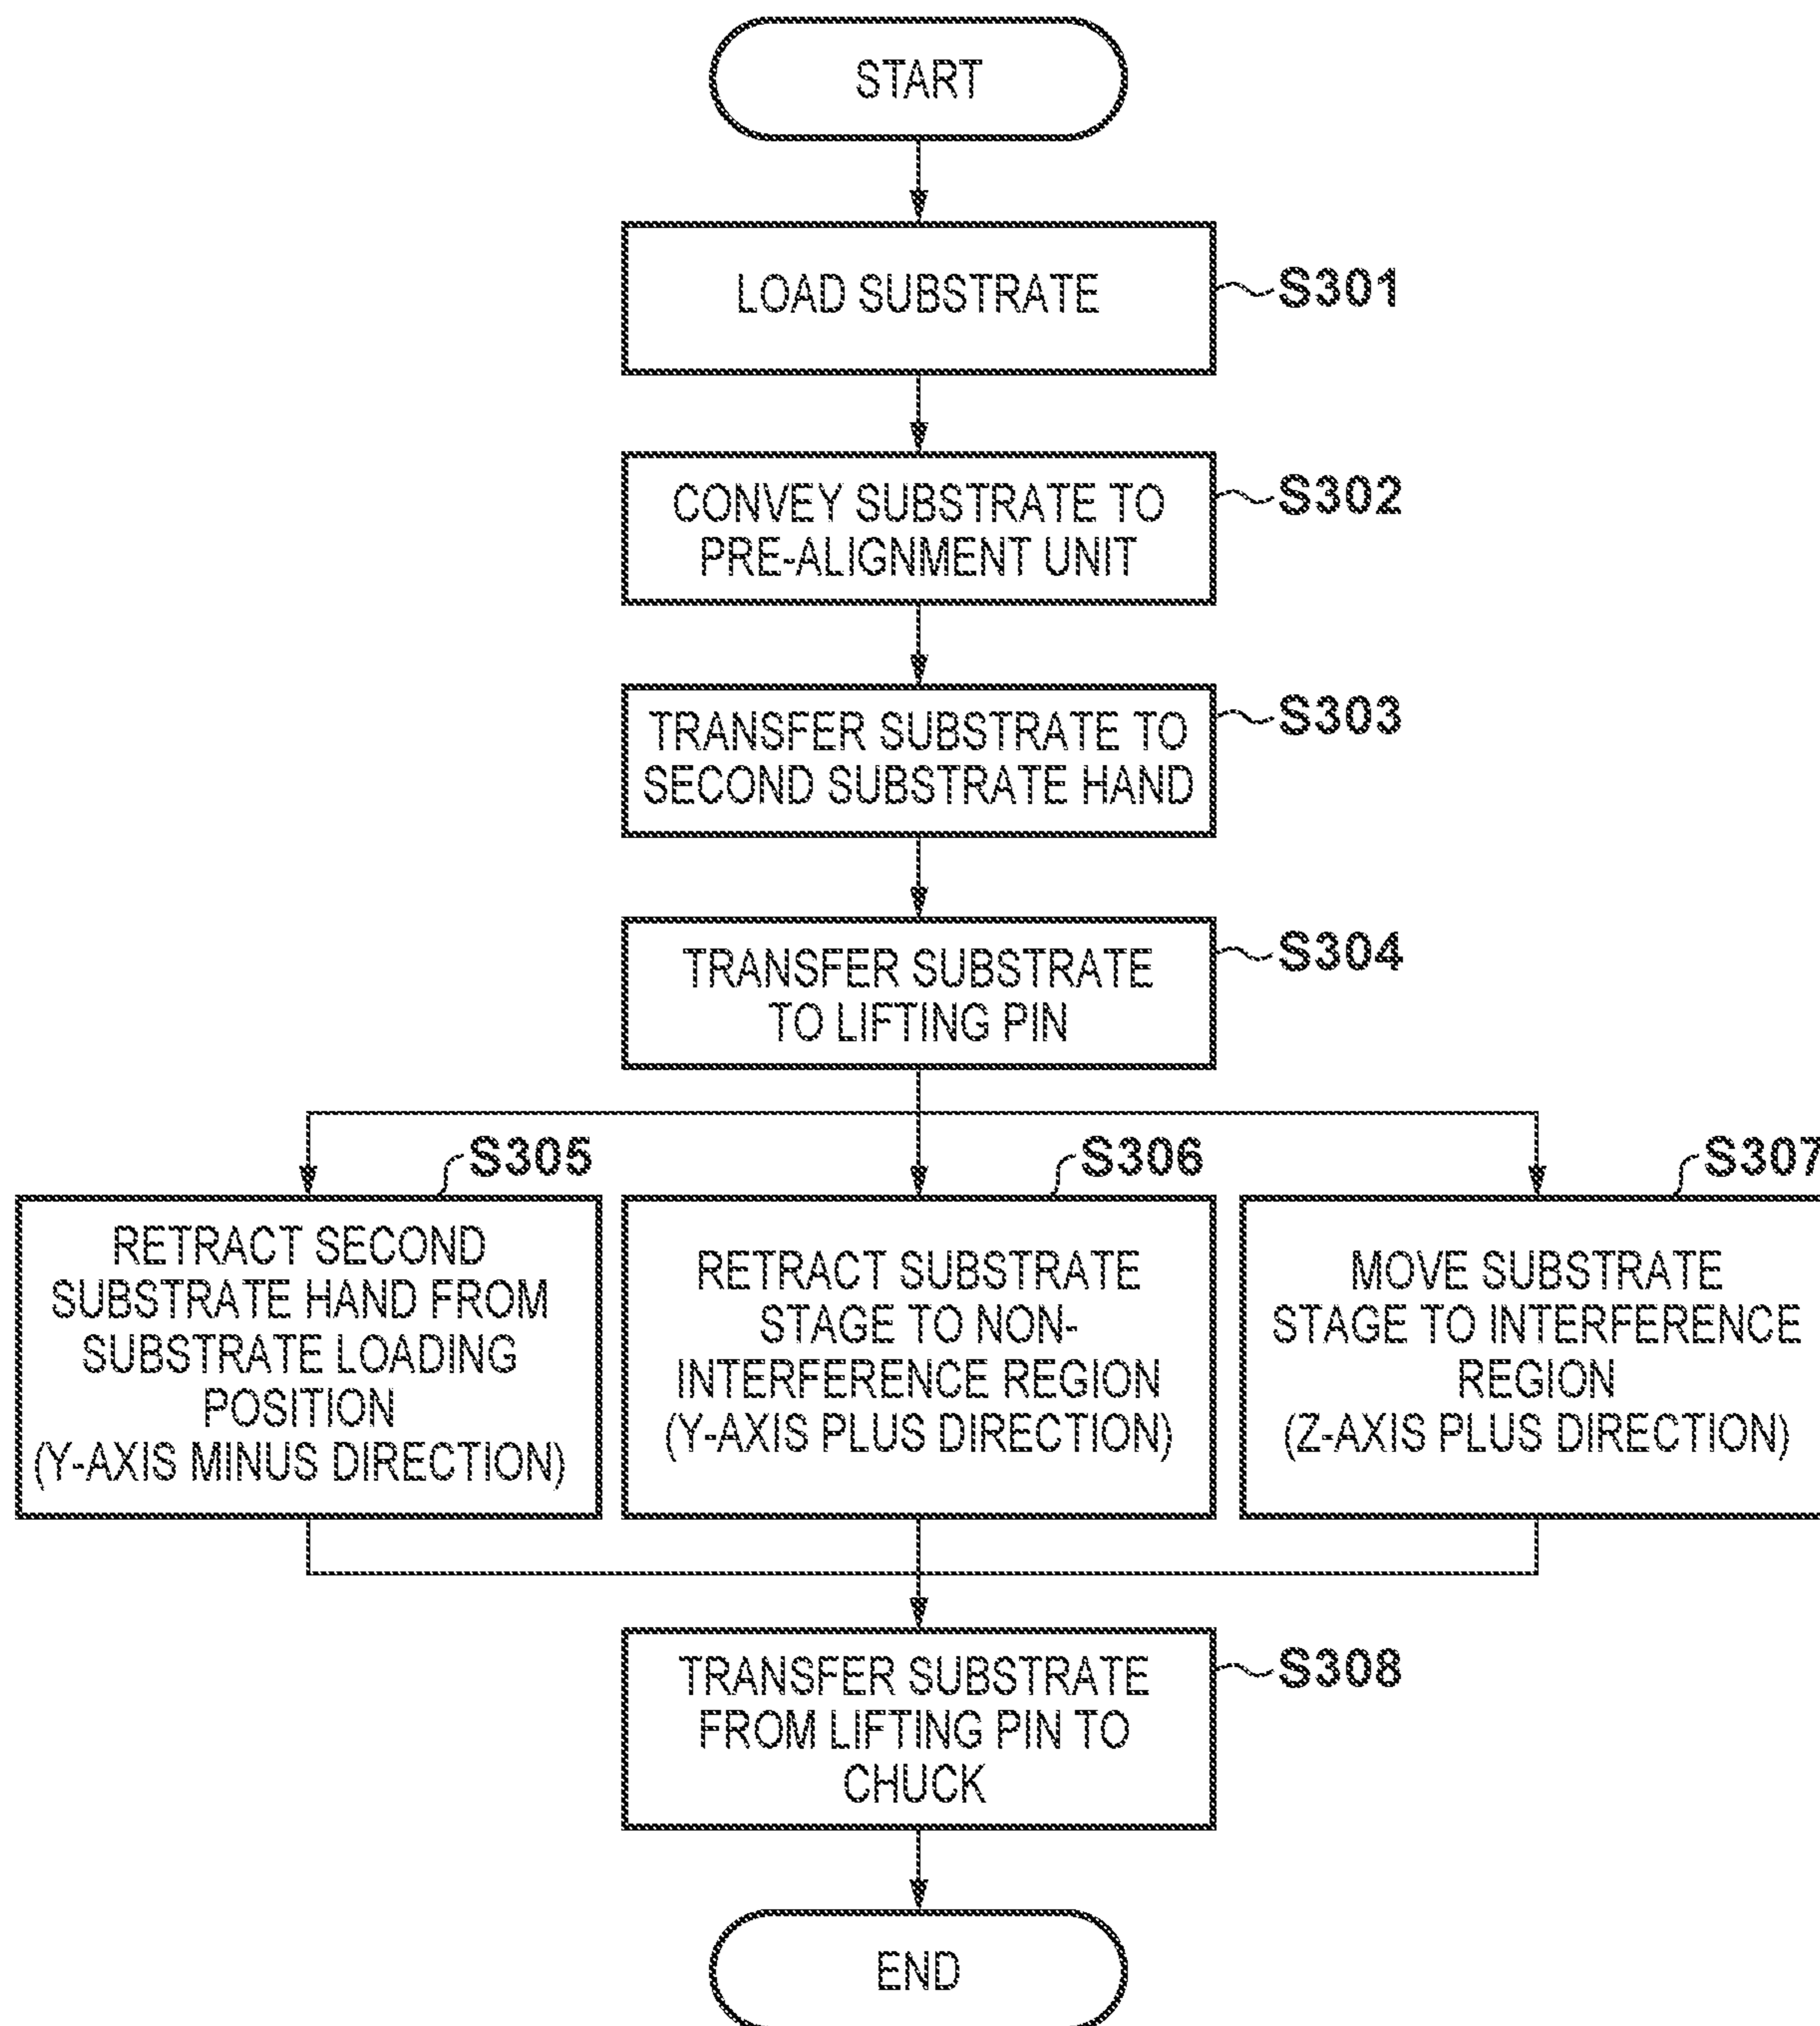 START
LOAD SUBSTRATE
S301
CONVEY SUBSTRATE TO
PRE-ALIGNMENT UNIT
S302
TRANSFER SUBSTRATE TO
SECOND SUBSTRATE HAND
S303
TRANSFER SUBSTRATE
TO LIFTING PIN
S304
S305
RETRACT SECOND
SUBSTRATE HAND FROM
SUBSTRATE LOADING
POSITION
(Y-AXIS MINUS DIRECTION)
S306
RETRACT SUBSTRATE
STAGE TO NON-
INTERFERENCE REGION
(Y-AXIS PLUS DIRECTION)
S307
MOVE SUBSTRATE
STAGE TO INTERFERENCE
REGION
(Z-AXIS PLUS DIRECTION)
TRANSFER SUBSTRATE
FROM LIFTING PIN TO
CHUCK
S308
END